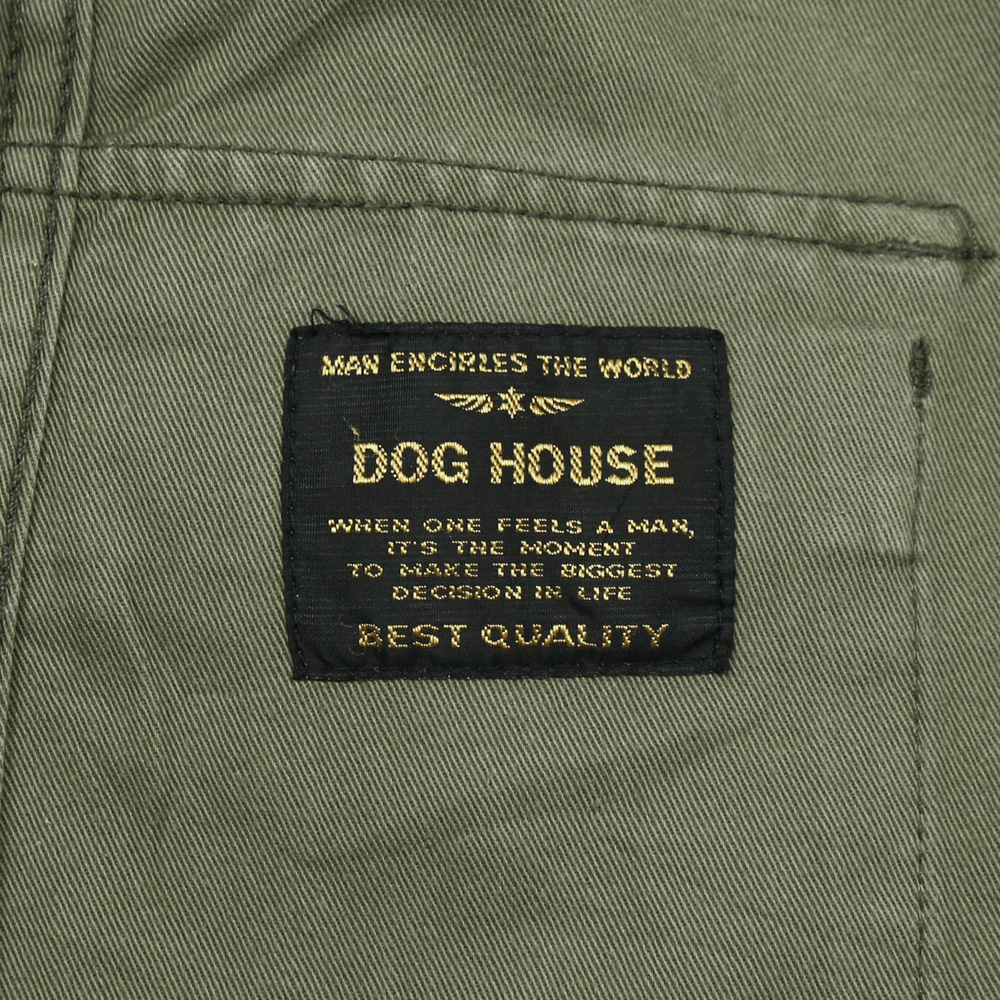 MAN ENCIRLES THE WORLD
DOG HOUSE
WHEN ONE FEELS A MAN,
IT'S THE MOMENT
TO MAKE THE BIGGEST
DECISION IN LIFE
BEST QUALITY